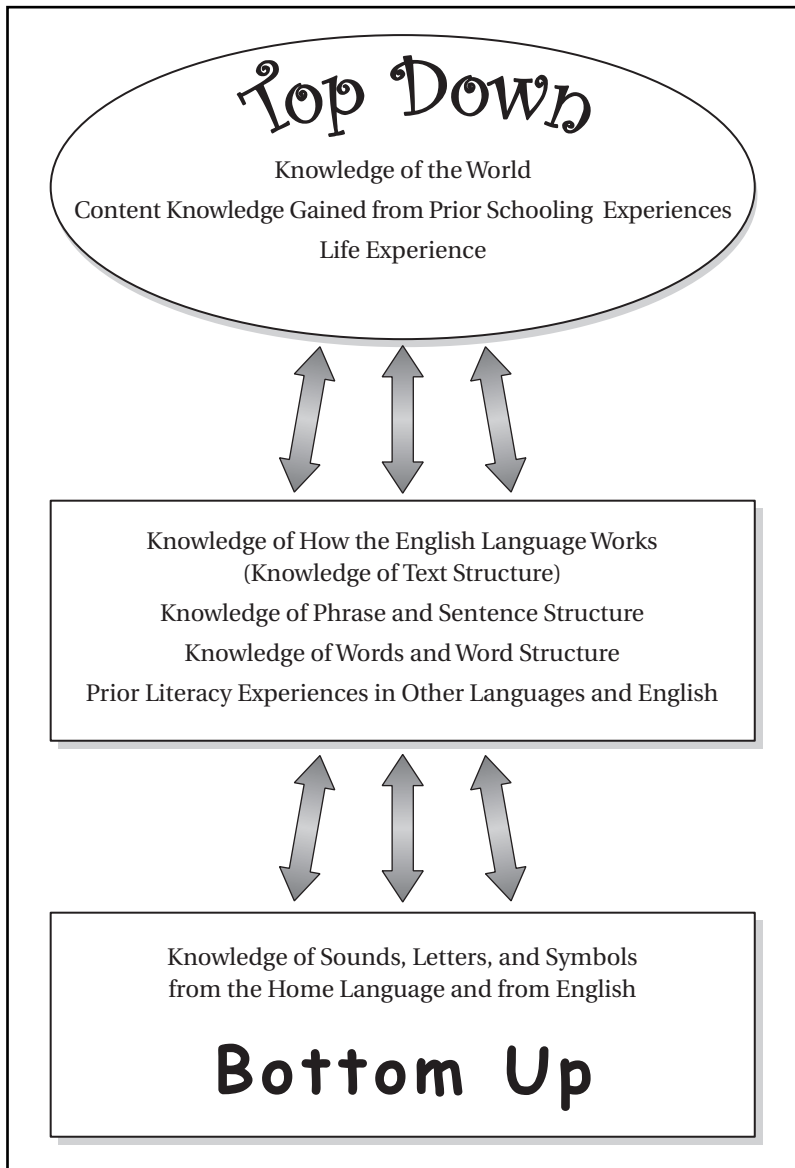 Top Down
Knowledge of the World
Content Knowledge Gained from Prior Schooling Experiences
Life Experience
Knowledge of How the English Language Works
(Knowledge of Text Structure)
Knowledge of Phrase and Sentence Structure
Knowledge of Words and Word Structure
Prior Literacy Experiences in Other Languages and English
Knowledge of Sounds, Letters, and Symbols
from the Home Language and from English
Bottom Up